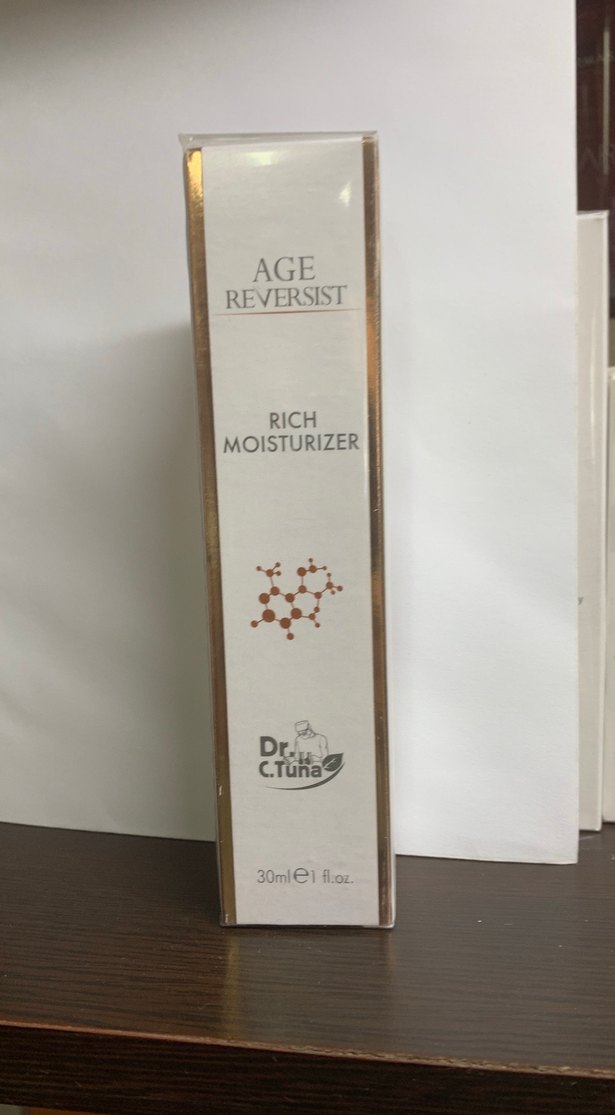 AGE
REVERSIST
RICH
MOISTURIZER
Dr.
C.Tuna
30ml℮1 fl.oz.